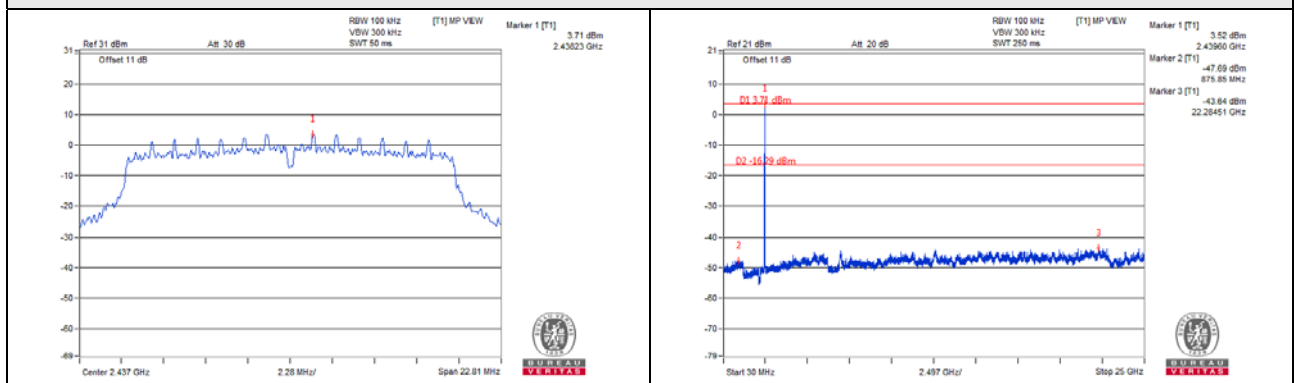 RBW 100 kHz
VBW 300 kHz
SWT 50 ms
[T1] MP VIEW
Marker 1 [T1]
3.71 dBm
2.43823 GHz
Ref 31 dBm
Att 30 dB
Offset 11 dB
31
20
10
0
-10
-20
-30
-40
-50
-60
-69
1
Center 2.437 GHz
2.28 MHz/
Span 22.81 MHz
BUREAU
VERITAS
RBW 100 kHz
VBW 300 kHz
SWT 250 ms
[T1] MP VIEW
Marker 1 [T1]
3.52 dBm
2.43960 GHz
Marker 2 [T1]
-47.69 dBm
875.85 MHz
Marker 3 [T1]
-43.64 dBm
22.28451 GHz
Ref 21 dBm
Att 20 dB
Offset 11 dB
21
10
0
-10
-20
-30
-40
-50
-60
-70
-79
1
D1 3.71 dBm
D2 -16.29 dBm
2
3
Start 30 MHz
2.497 GHz/
Stop 25 GHz
BUREAU
VERITAS